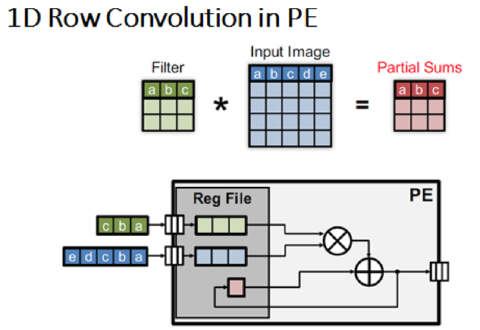 1D Row Convolution in PE
Filter
Input Image
Partial Sums
a b c
*
a b c d e
=
a b c
Reg File
PE
c b a
e d c b a